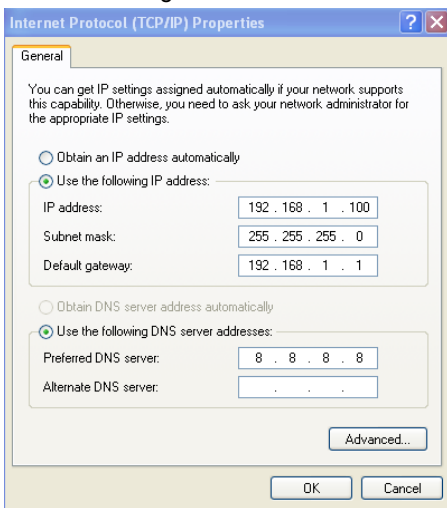 Internet Protocol (TCP/IP) Properties
General
You can get IP settings assigned automatically if your network supports
this capability. Otherwise, you need to ask your network administrator for
the appropriate IP settings.
Obtain an IP address automatically
Use the following IP address:
IP address: 192 . 168 . 1 . 100
Subnet mask: 255 . 255 . 255 . 0
Default gateway: 192 . 168 . 1 . 1
Obtain DNS server address automatically
Use the following DNS server addresses:
Preferred DNS server: 8 . 8 . 8 . 8
Alternate DNS server: . . .
Advanced...
OK Cancel